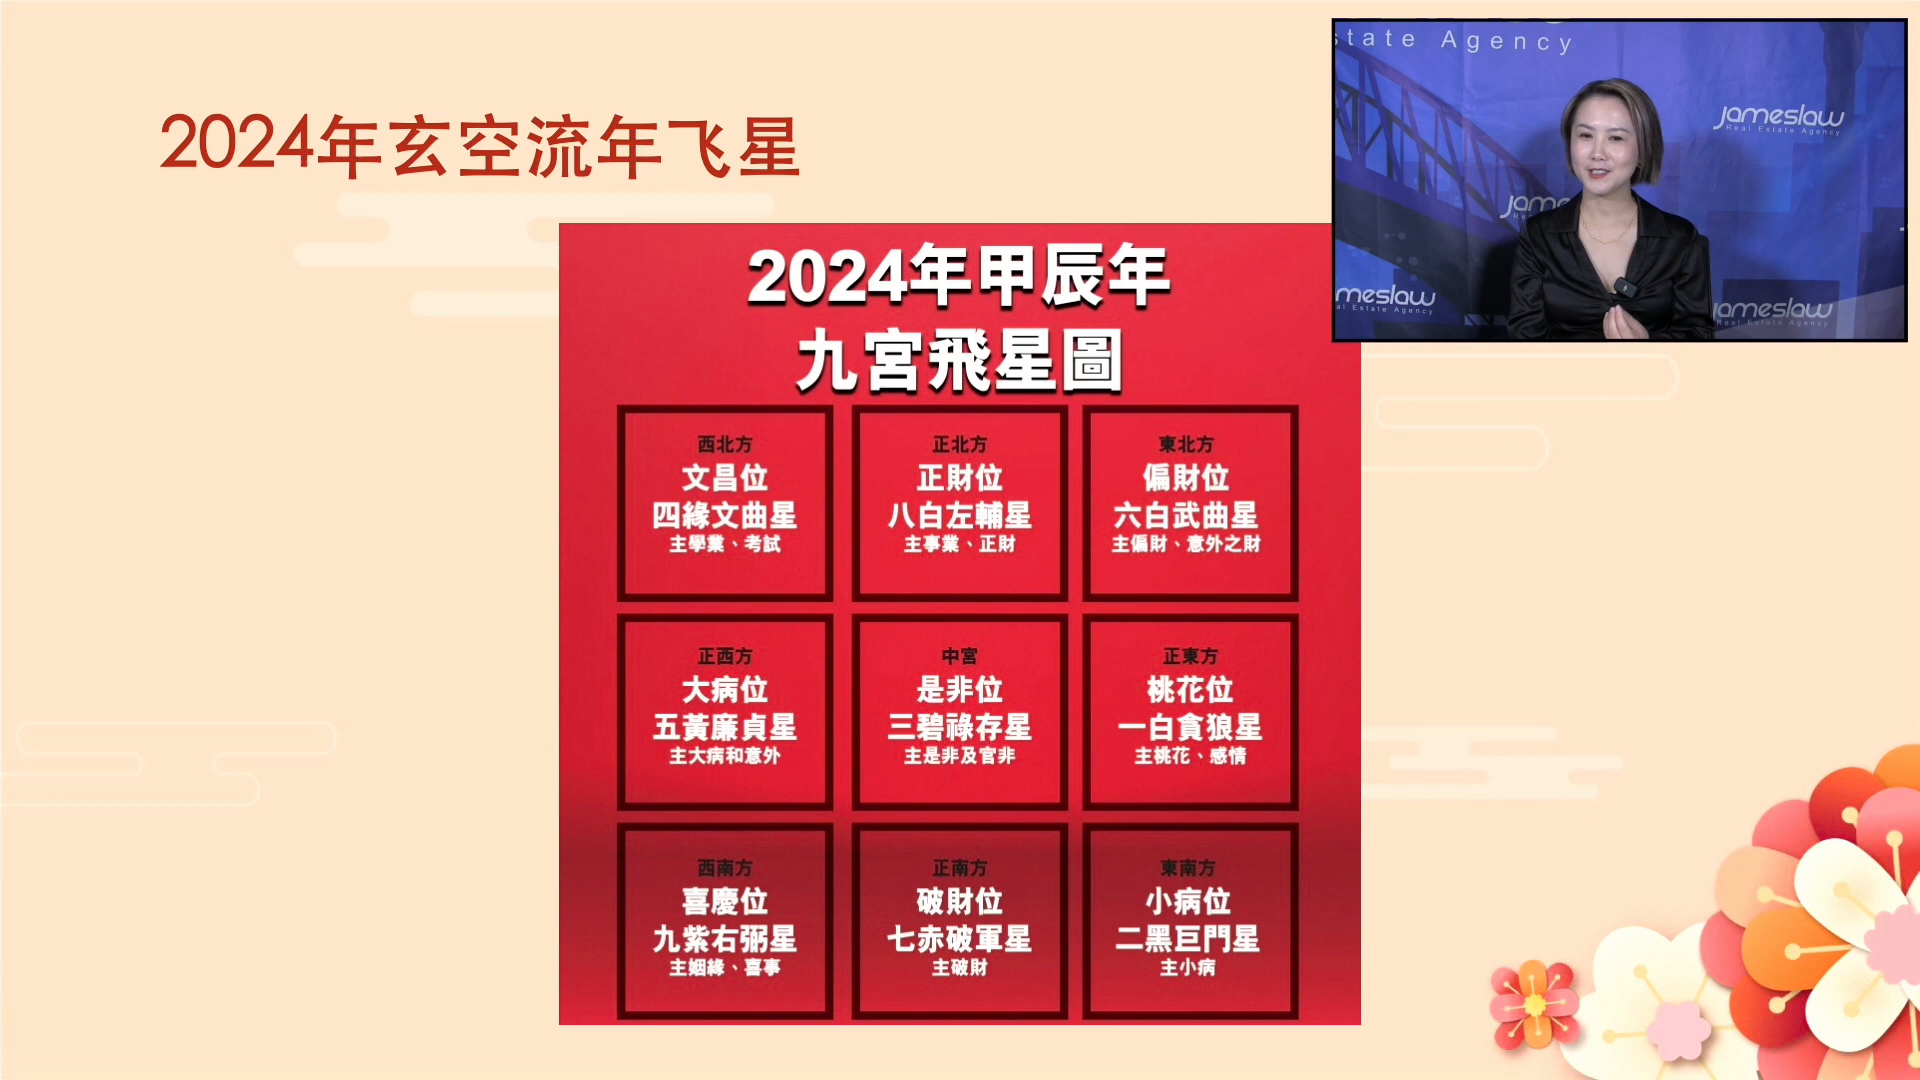 2024年玄空流年飞星
state Agency
jameslaw
Real Estate Agency
jame
meslaw
al Estate Agency
jameslaw
Real Estate Agency
2024年甲辰年
九宮飛星圖
西北方
文昌位
四緣文曲星
主學業、考試
正北方
正財位
八白左輔星
主事業、正財
東北方
偏財位
六白武曲星
主偏財、意外之財
正西方
大病位
五黃廉貞星
主大病和意外
中宮
是非位
三碧祿存星
主是非及官非
正東方
桃花位
一白貪狼星
主桃花、感情
西南方
喜慶位
九紫右弼星
主姻緣、喜事
正南方
破財位
七赤破軍星
主破財
東南方
小病位
二黑巨門星
主小病